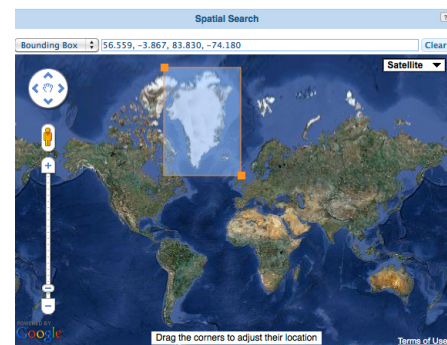 Spatial Search
?
Bounding Box 56.559, -3.867, 83.830, -74.180 Clear
Satellite
+
−
POWERED BY
Google
Drag the corners to adjust their location
Terms of Use